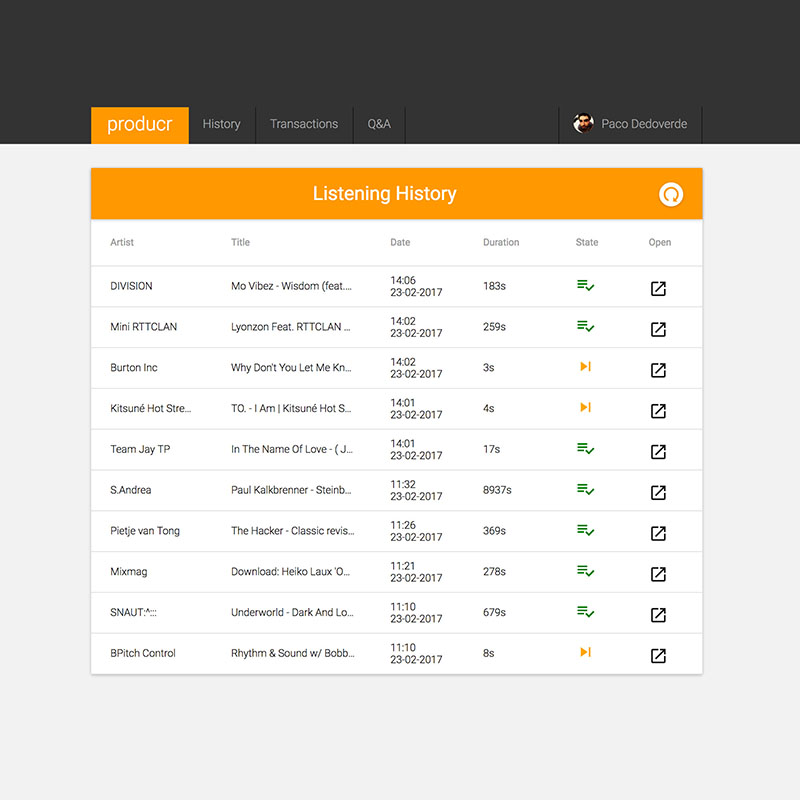 producr History Transactions Q&A Paco Dedoverde
Listening History
Artist Title Date Duration State Open
DIVISION Mo Vibez - Wisdom (feat.... 14:06 183s
23-02-2017
Mini RTTCLAN Lyonzon Feat. RTTCLAN ... 14:02 259s
23-02-2017
Burton Inc Why Don't You Let Me Kn... 14:02 3s
23-02-2017
Kitsuné Hot Stre... TO. - I Am | Kitsuné Hot S... 14:01 4s
23-02-2017
Team Jay TP In The Name Of Love - ( J... 14:01 17s
23-02-2017
S.Andrea Paul Kalkbrenner - Steinb... 11:32 8937s
23-02-2017
Pietje van Tong The Hacker - Classic revis... 11:26 369s
23-02-2017
Mixmag Download: Heiko Laux 'O... 11:21 278s
23-02-2017
SNAUT:^::: Underworld - Dark And Lo... 11:10 679s
23-02-2017
BPitch Control Rhythm & Sound w/ Bobb... 11:10 8s
23-02-2017